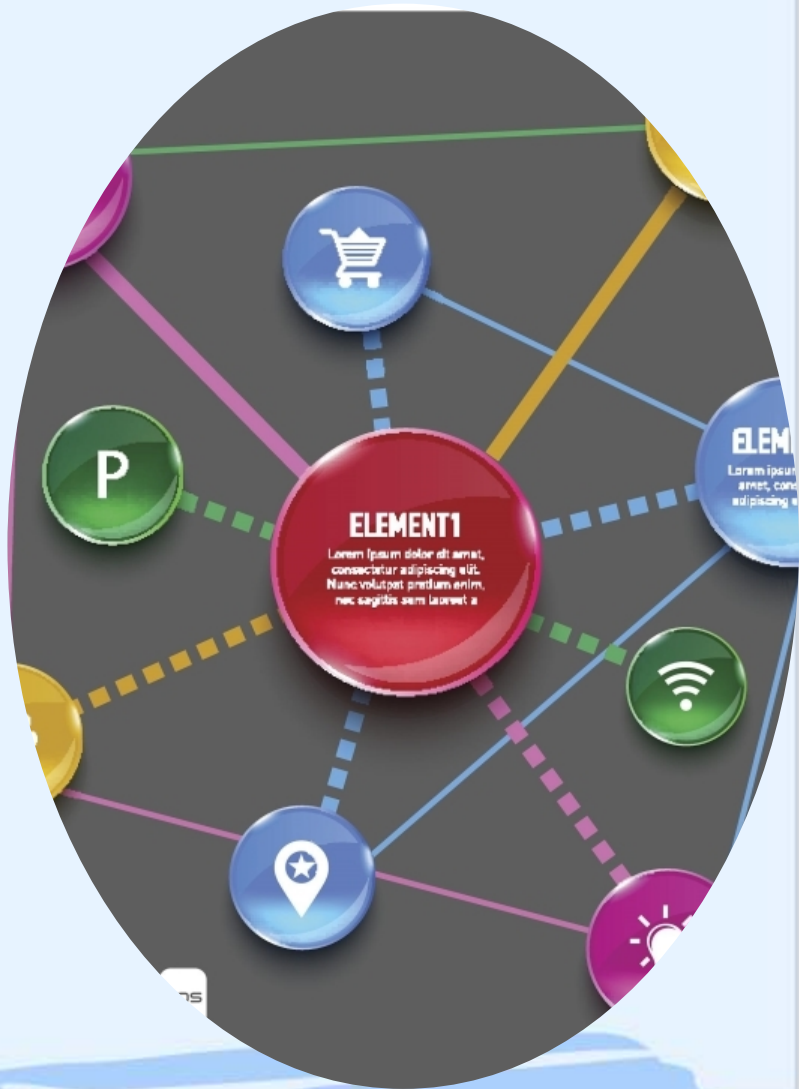 P
ELEMENT1
Lorem ipsum dolor sit amet,
consectetur adipiscing elit.
Nunc volutpat pretium enim,
nec sagittis sem laoreet a
ELEM
Lorem ipsum
amet, cons
adipiscing e